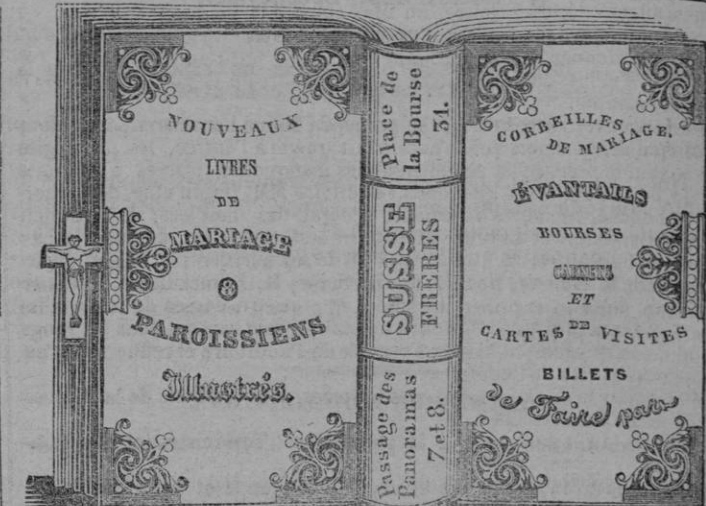 NOUVEAUX
LIVRES
DE
MARIAGE
&
PAROISSIENS
Illustrés.
Place de
la Bourse
31.
SUSSE
FRÈRES
Passage des
Panoramas
7 et 8.
CORBEILLES
DE MARIAGE.
ÉVANTAILS
BOURSES
CARNETS
ET
CARTES DE VISITES
BILLETS
de Faire part